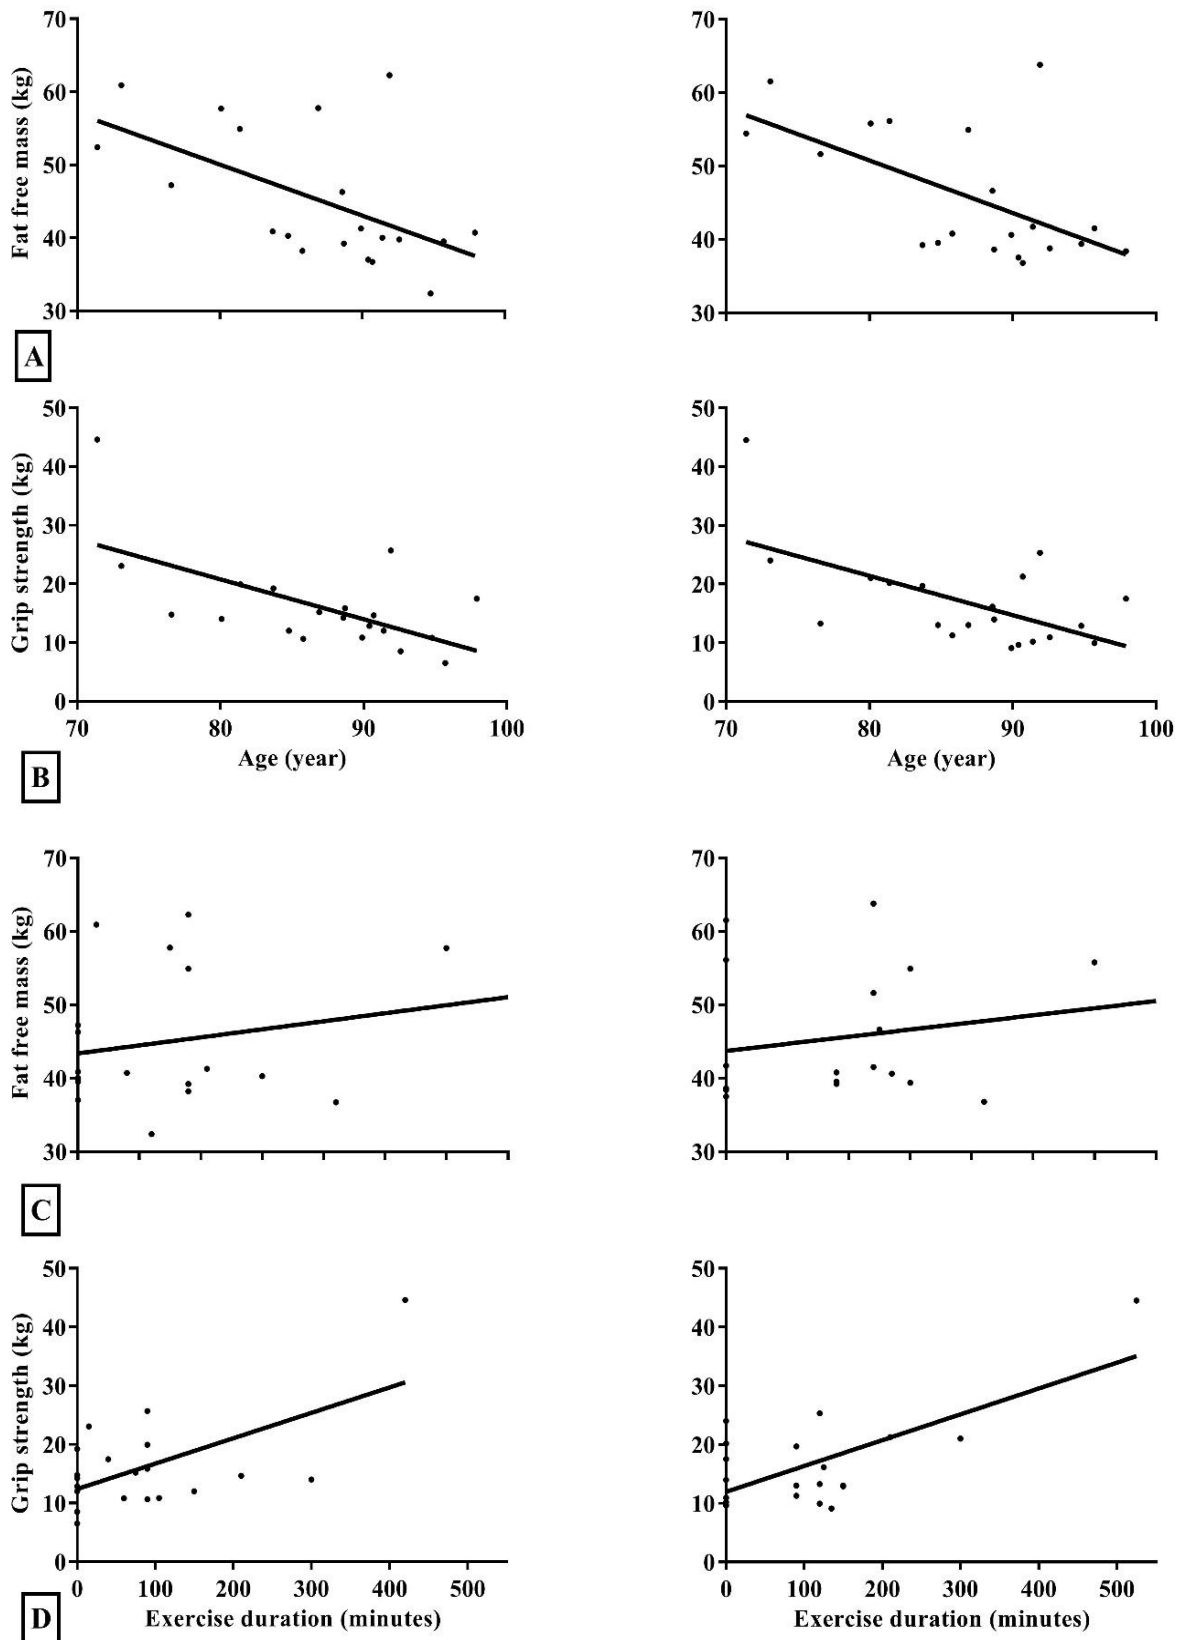 70 70
Fat free mass (kg)
60 60
50 50
40 40
30 30
A
50 50
Grip strength (kg)
40 40
30 30
20 20
10 10
0 0
70 80 90 100 70 80 90 100
Age (year) Age (year)
B
70 70
Fat free mass (kg)
60 60
50 50
40 40
30 30
C
50 50
Grip strength (kg)
40 40
30 30
20 20
10 10
0 0
0 100 200 300 400 500 0 100 200 300 400 500
D
Exercise duration (minutes) Exercise duration (minutes)